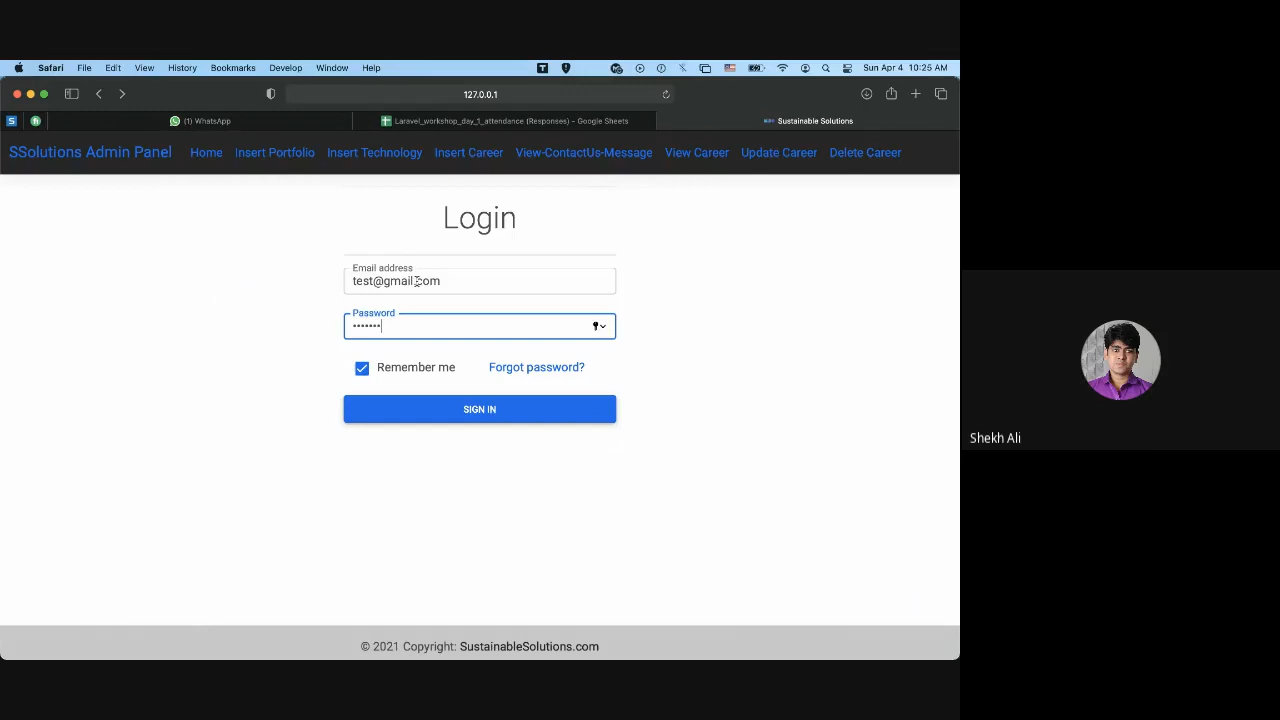 Safari File Edit View History Bookmarks Develop Window Help Sun Apr 4 10:25 AM
127.0.0.1
S (1) WhatsApp Laravel_workshop_day_1_attendance (Responses) – Google Sheets Sustainable Solutions
SSolutions Admin Panel Home Insert Portfolio Insert Technology Insert Career View-ContactUs-Message View Career Update Career Delete Career
Login
Email address
test@gmail.com
Password
•••••••
Remember me Forgot password?
SIGN IN
Shekh Ali
© 2021 Copyright: SustainableSolutions.com